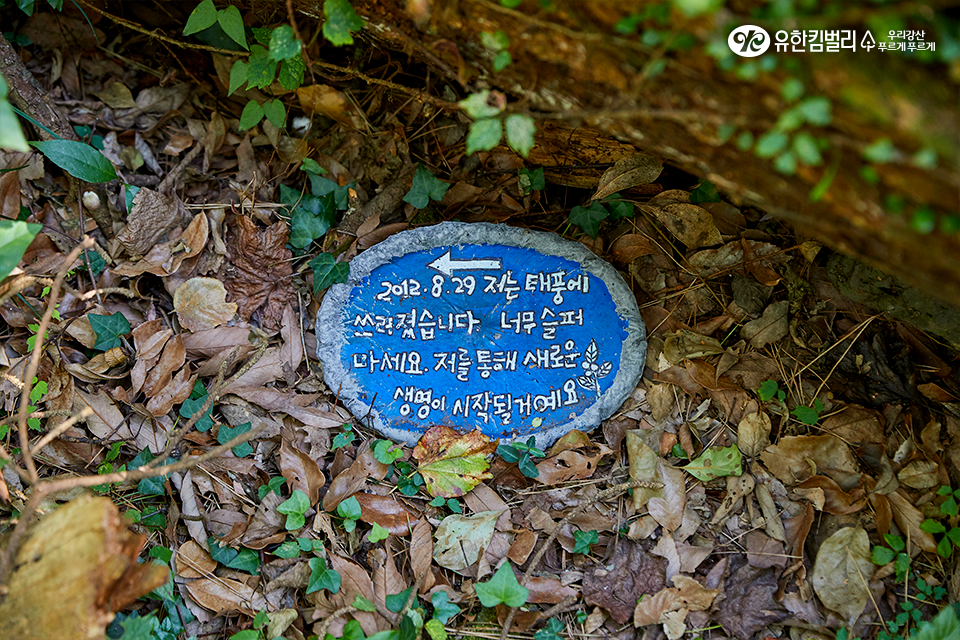 유한킴벌리
우리강산
푸르게 푸르게
← 2012.8.29 저는 태풍에
쓰러졌습니다. 너무 슬퍼
마세요. 저를 통해 새로운
생명이 시작될거예요